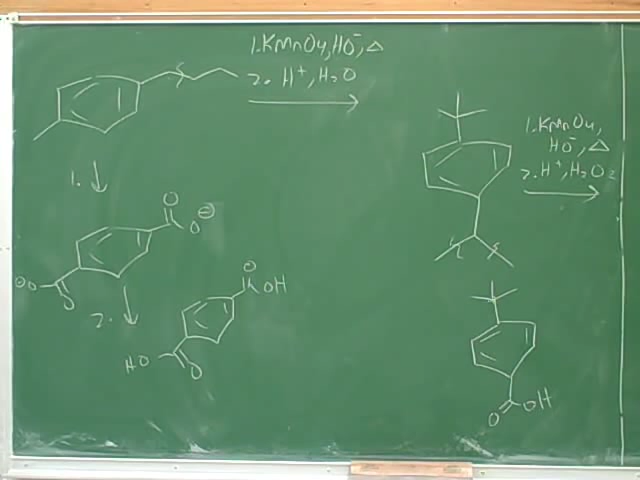 1. KMnO4, HO⁻, △
2. H⁺, H2O
1.
O
O⊖
⊖O
O
2.
O
OH
HO
O
1. KMnO4,
HO⁻, △
2. H⁺, H2O
O
OH